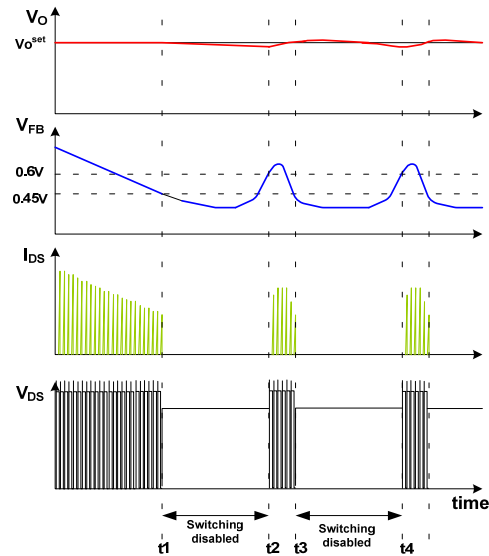 VO
Voset
VFB
0.6V
0.45V
IDS
VDS
time
Switching
disabled
Switching
disabled
t1
t2
t3
t4